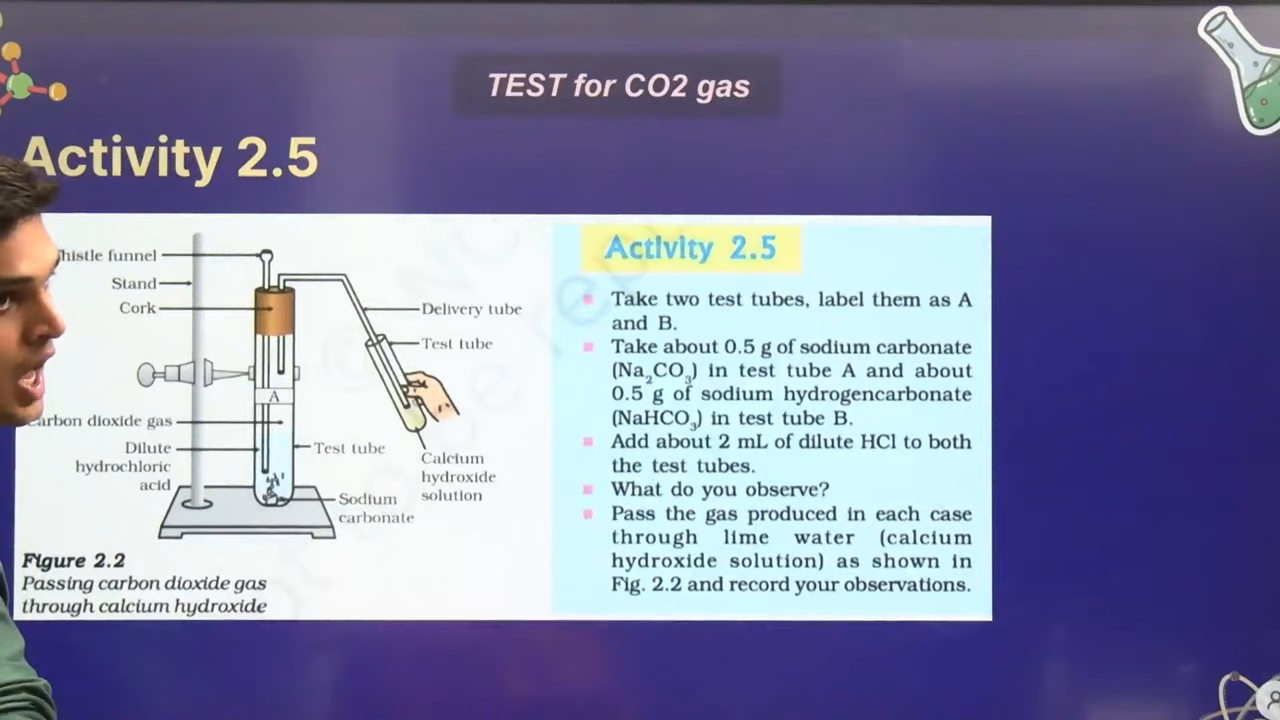 TEST for CO2 gas
Activity 2.5
histle funnel
Stand
Cork
Delivery tube
Test tube
A
arbon dioxide gas
Dilute
hydrochloric
acid
Test tube
Calcium
hydroxide
solution
Sodium
carbonate
Figure 2.2
Passing carbon dioxide gas
through calcium hydroxide
Activity 2.5
Take two test tubes, label them as A
and B.
Take about 0.5 g of sodium carbonate
(Na₂CO₃) in test tube A and about
0.5 g of sodium hydrogencarbonate
(NaHCO₃) in test tube B.
Add about 2 mL of dilute HCl to both
the test tubes.
What do you observe?
Pass the gas produced in each case
through lime water (calcium
hydroxide solution) as shown in
Fig. 2.2 and record your observations.